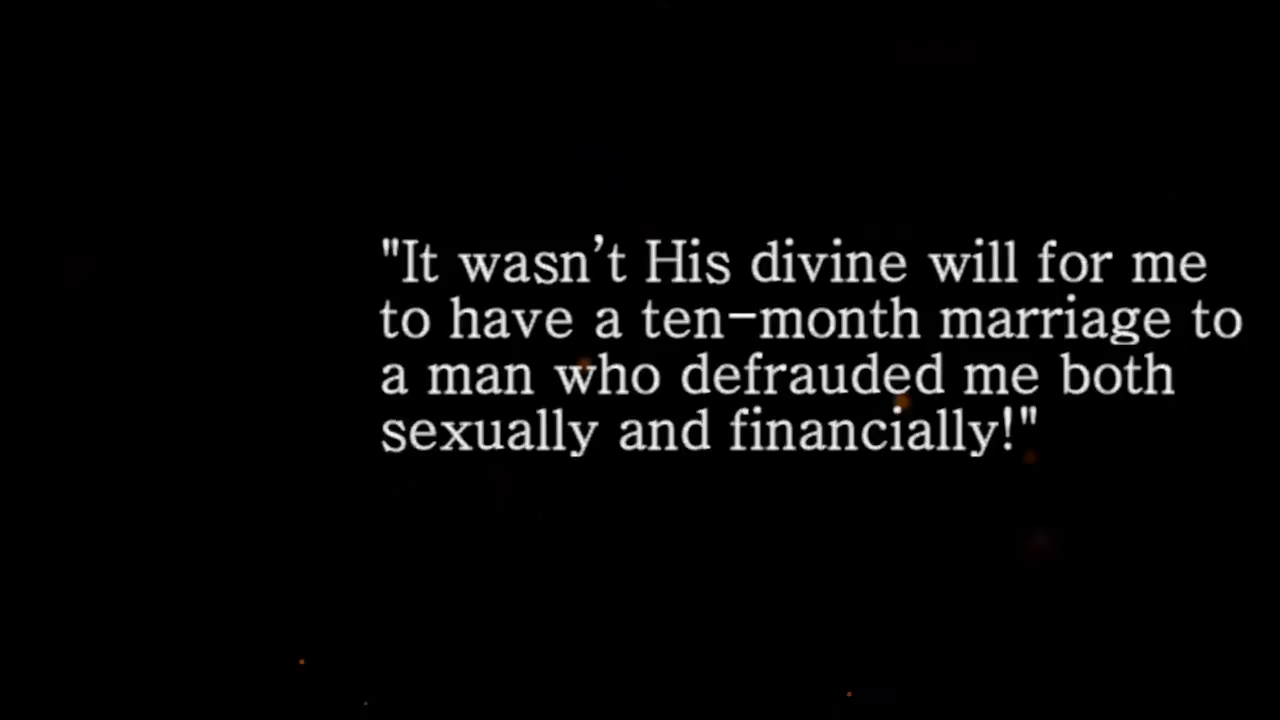 "It wasn’t His divine will for me
to have a ten-month marriage to
a man who defrauded me both
sexually and financially!"